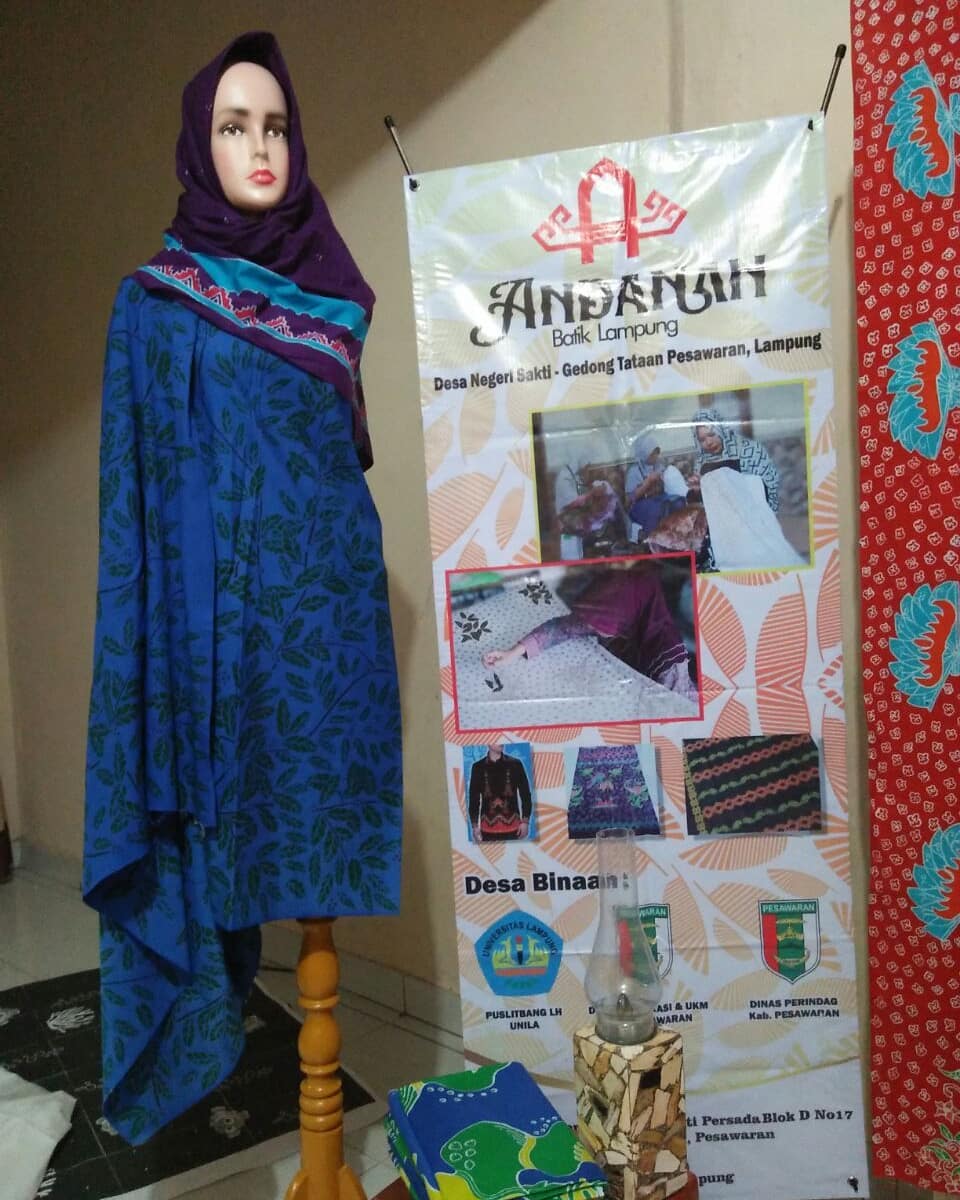 ANDANAH
Batik Lampung
Desa Negeri Sakti - Gedong Tataan Pesawaran, Lampung
Desa Binaan :
UNIVERSITAS LAMPUNG
PESAWARAN
PUSLITBANG LH
UNILA
DINAS PERINDAG
Kab. PESAWARAN
Persada Blok D No17
, Pesawaran